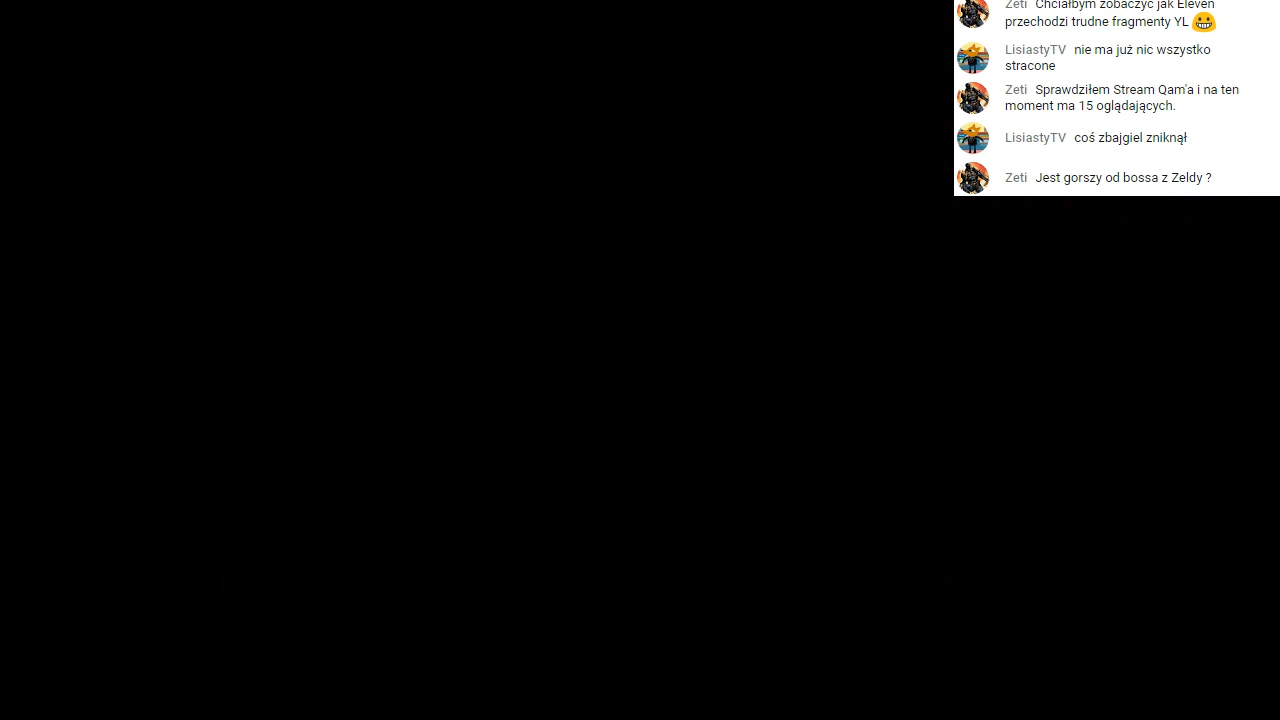 Zeti Chciałbym zobaczyć jak Eleven
przechodzi trudne fragmenty YL
LisiastyTV nie ma już nic wszystko
stracone
Zeti Sprawdziłem Stream Qam'a i na ten
moment ma 15 oglądających.
LisiastyTV coś zbajgiel zniknął
Zeti Jest gorszy od bossa z Zeldy ?